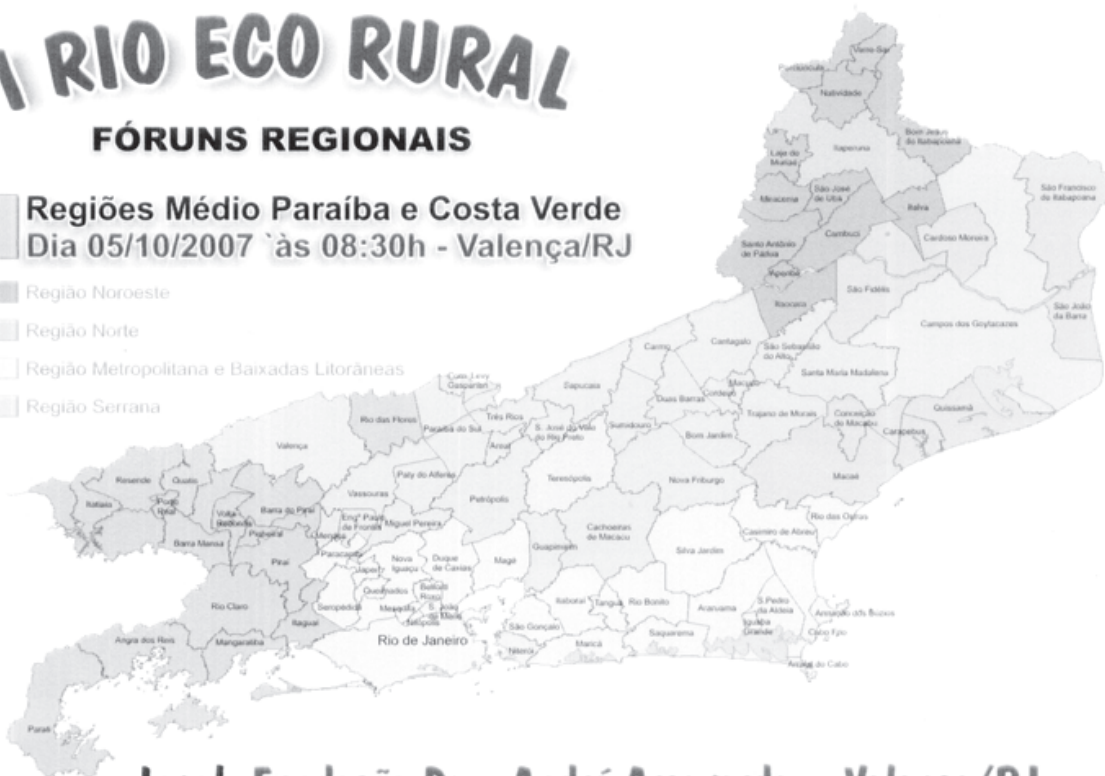 I RIO ECO RURAL
FÓRUNS REGIONAIS
Regiões Médio Paraíba e Costa Verde
Dia 05/10/2007 `às 08:30h - Valença/RJ
Região Noroeste
Região Norte
Região Metropolitana e Baixadas Litorâneas
Região Serrana
Varre-Sai
Porciúncula
Natividade
Bom Jesus
do Itabapoana
Itaperuna
Laje do
Muriaé
São Francisco
do Itabapoana
São José
de Ubá
Miracema
Italva
Cambuci
Cardoso Moreira
Santo Antônio
de Pádua
Aperibé
São Fidélis
Itaocara
São João
da Barra
Campos dos Goytacazes
Cantagalo
Carmo
São Sebastião
do Alto
Santa Maria Madalena
Com. Levy
Gasparian
Sapucaia
Macuco
Cordeiro
Duas Barras
Quissamã
Rio das Flores
Três Rios
Trajano de Morais
Conceição
de Macabu
Paraíba do Sul
S. José do Vale
do Rio Preto
Sumidouro
Bom Jardim
Carapebus
Valença
Areal
Paty do Alferes
Teresópolis
Nova Friburgo
Macaé
Resende
Quatis
Vassouras
Petrópolis
Itatiaia
Porto
Real
Volta
Redonda
Barra do Piraí
Engº Paulo
de Frontin
Miguel Pereira
Cachoeiras
de Macacu
Rio das Ostras
Casimiro de Abreu
Barra Mansa
Pinheiral
Mendes
Guapimirim
Silva Jardim
Piraí
Paracambi
Japeri
Nova
Iguaçu
Duque
de Caxias
Magé
Queimados
Belford
Roxo
Rio Claro
Seropédica
Mesquita
S. João
de Meriti
Nilópolis
Itaboraí
Tanguá
Rio Bonito
Araruama
S.Pedro
da Aldeia
Iguaba
Grande
Armação dos Búzios
Cabo Frio
Itaguaí
São Gonçalo
Angra dos Reis
Mangaratiba
Rio de Janeiro
Niterói
Maricá
Saquarema
Arraial do Cabo
Parati